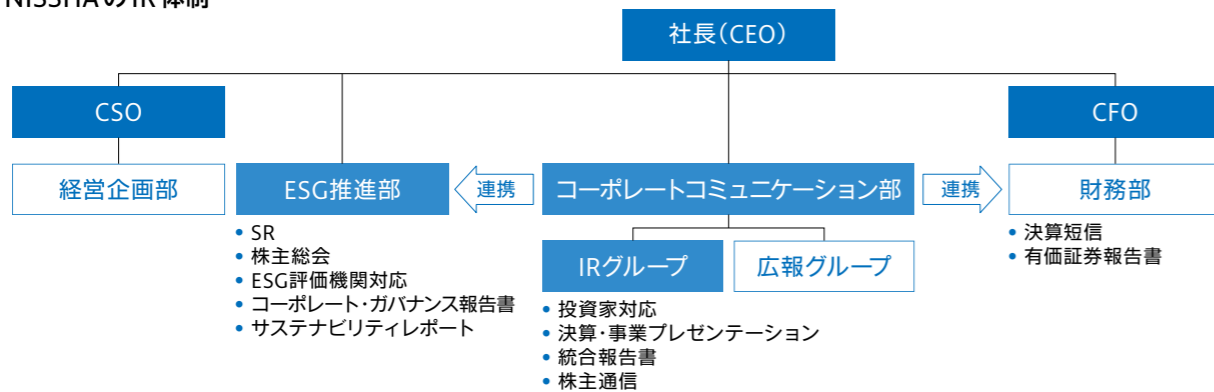 NISSHAのIR体制
社長（CEO）
CSO
CFO
経営企画部
ESG推進部
連携
コーポレートコミュニケーション部
連携
財務部
• SR
• 株主総会
• ESG評価機関対応
• コーポレート・ガバナンス報告書
• サステナビリティレポート
IRグループ
広報グループ
• 投資家対応
• 決算・事業プレゼンテーション
• 統合報告書
• 株主通信
• 決算短信
• 有価証券報告書